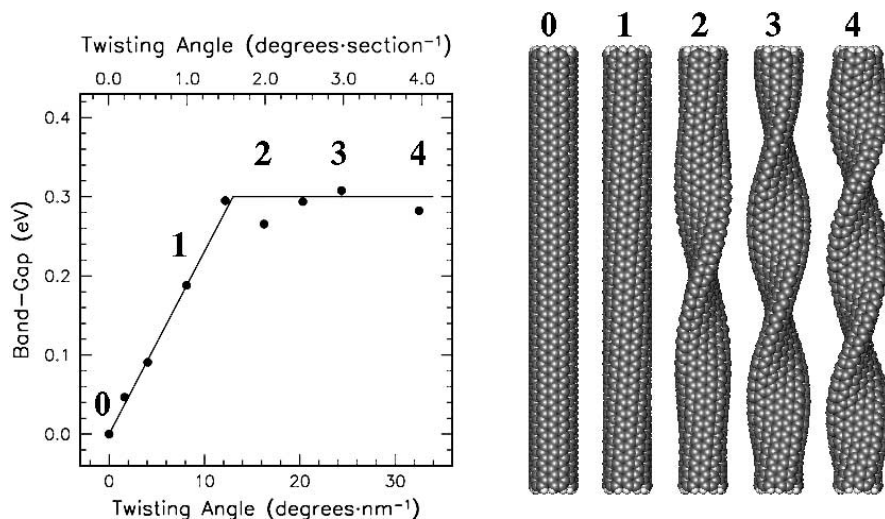 Twisting Angle (degrees·section⁻¹)
0.0 1.0 2.0 3.0 4.0
0.4
0.3
0.2
0.1
0.0
Band-Gap (eV)
0
1
2
3
4
0 10 20 30
Twisting Angle (degrees·nm⁻¹)
0 1 2 3 4